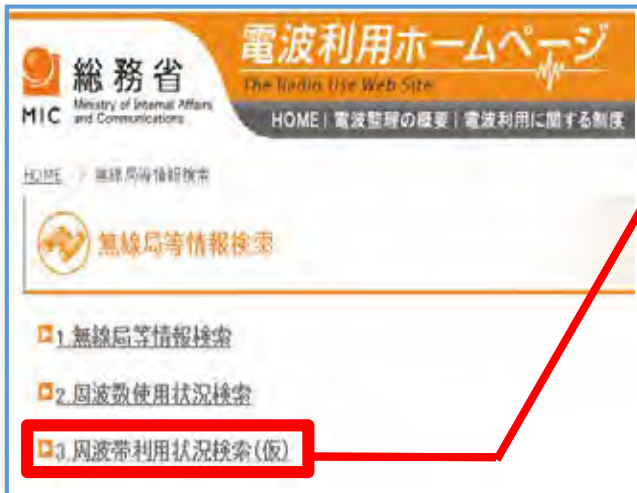 電波利用ホームページ
The Radio Use Web Site
総務省
MIC Ministry of Internal Affairs
and Communications
HOME | 電波監理の概要 | 電波利用に関する制度
HOME > 無線局等情報検索
無線局等情報検索
1.無線局等情報検索
2.周波数使用状況検索
3.周波帯利用状況検索(仮)